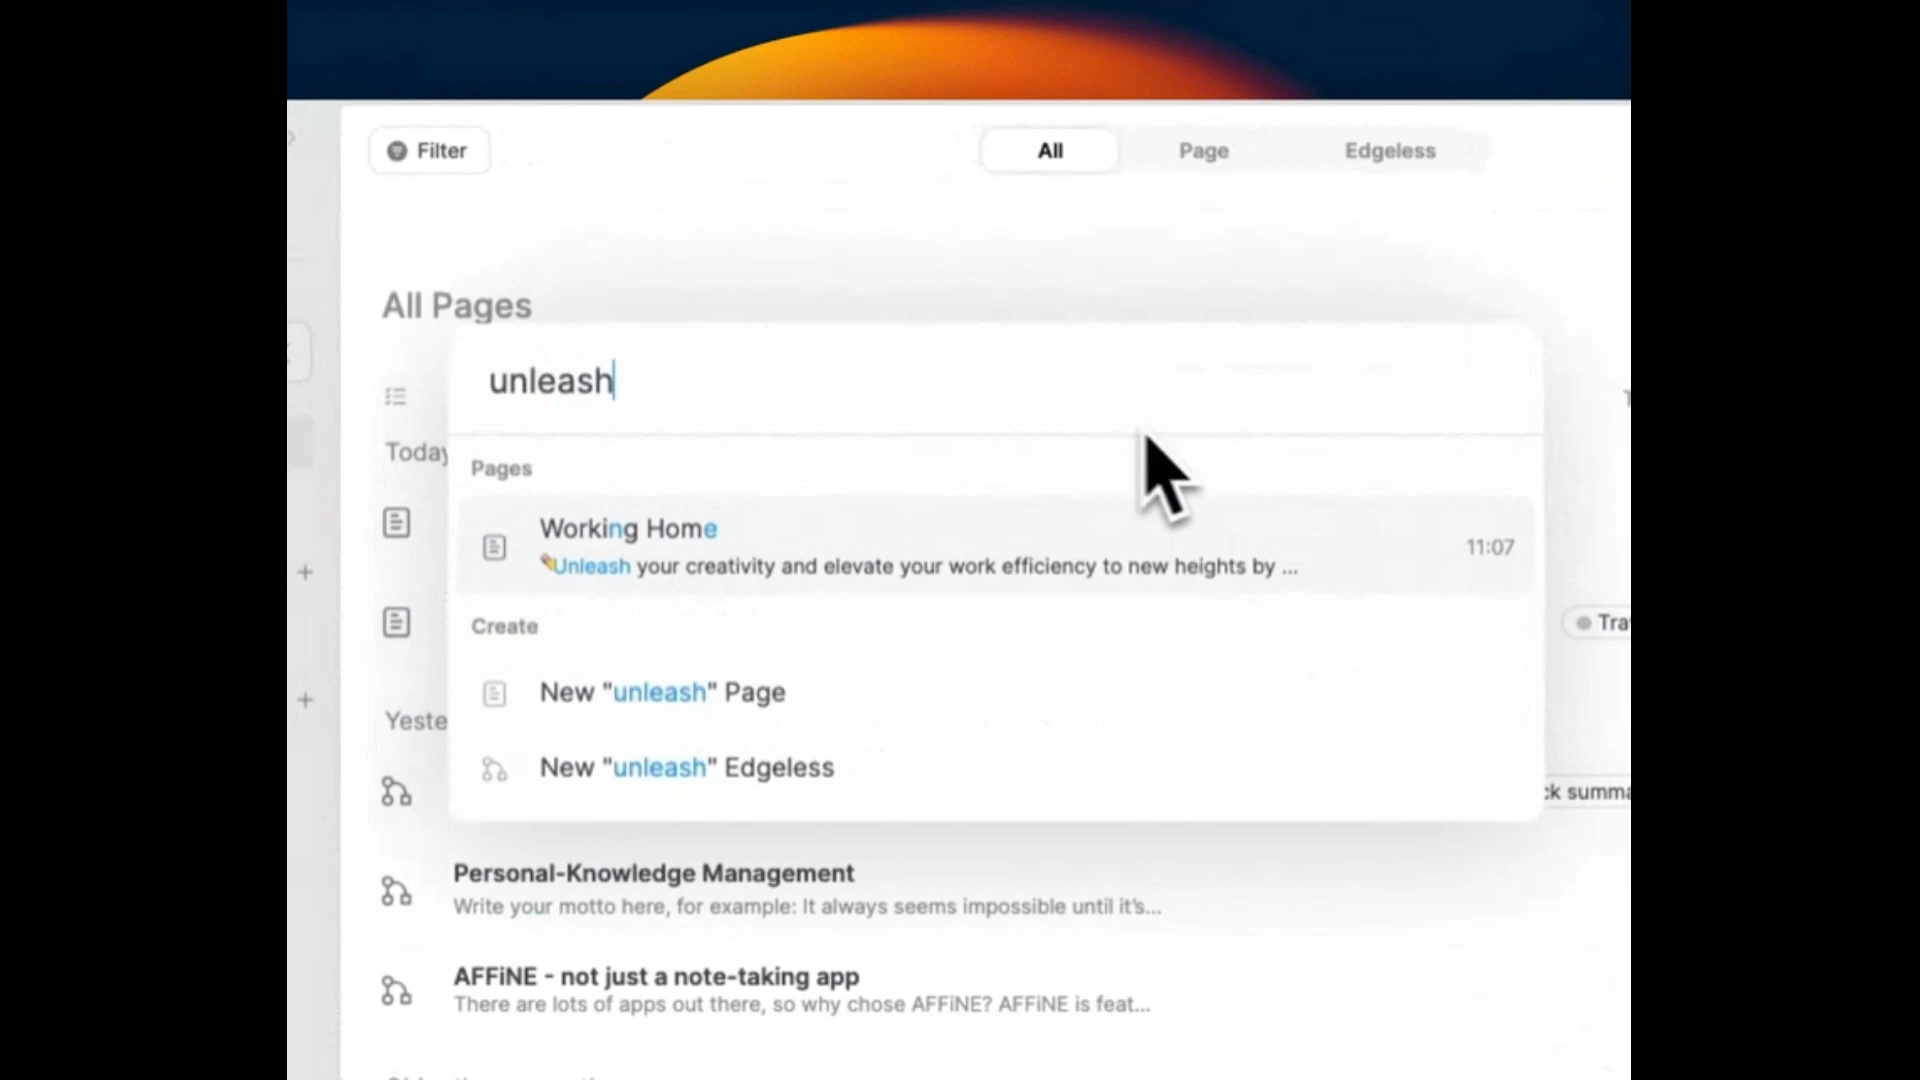 Filter
All
Page
Edgeless
All Pages
unleash
Today
Pages
Working Home
11:07
Unleash your creativity and elevate your work efficiency to new heights by ...
Create
New "unleash" Page
New "unleash" Edgeless
Personal-Knowledge Management
Write your motto here, for example: It always seems impossible until it's...
AFFiNE - not just a note-taking app
There are lots of apps out there, so why chose AFFiNE? AFFiNE is feat...